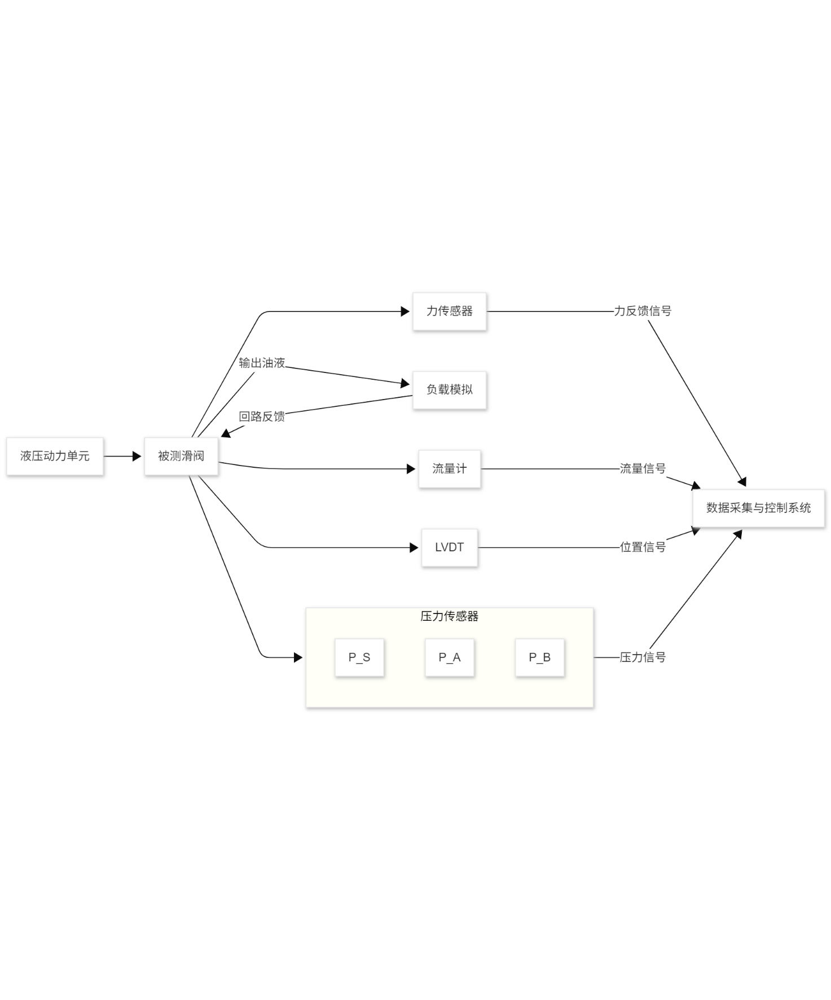 力传感器
力反馈信号
输出油液
负载模拟
回路反馈
液压动力单元
被测滑阀
流量计
流量信号
数据采集与控制系统
LVDT
位置信号
压力传感器
P_S
P_A
P_B
压力信号